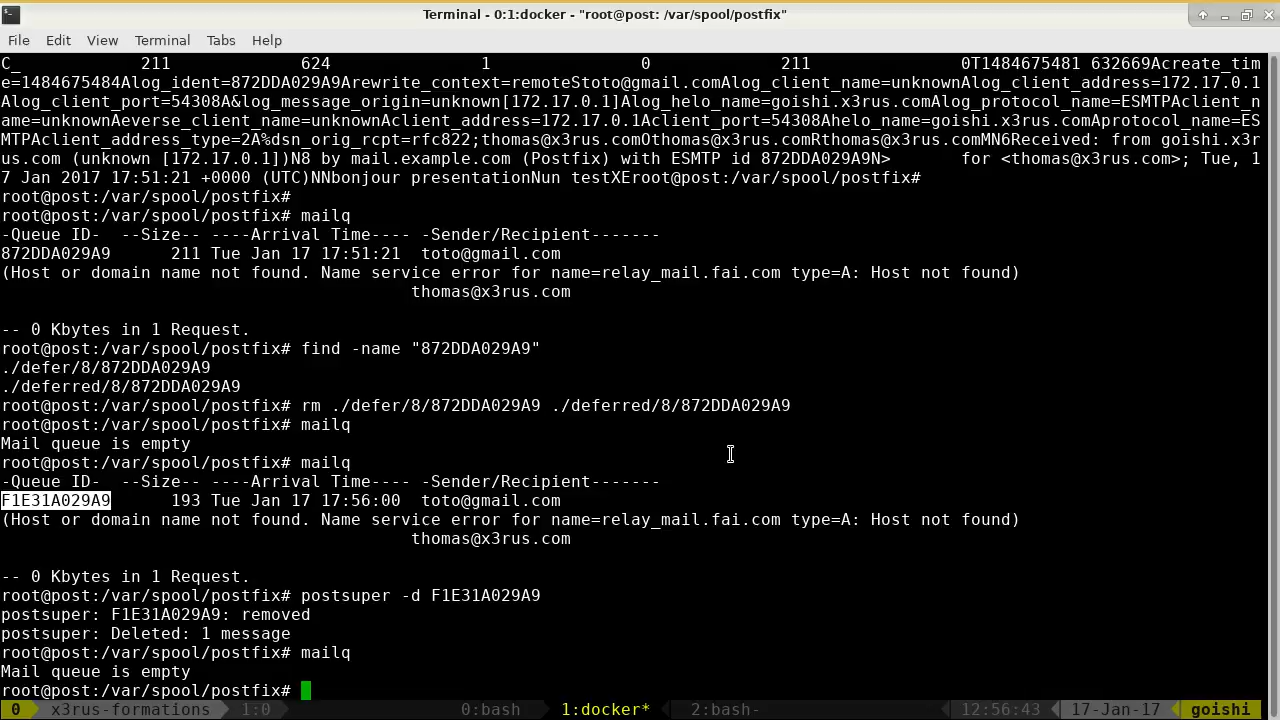 Terminal - 0:1:docker - "root@post: /var/spool/postfix"
File Edit View Terminal Tabs Help
C_ 211 624 1 0 211 0T1484675481 632669Acreate_tim
e=1484675484Alog_ident=872DDA029A9Arewrite_context=remoteStoto@gmail.comAlog_client_name=unknownAlog_client_address=172.17.0.1
Alog_client_port=54308A&log_message_origin=unknown[172.17.0.1]Alog_helo_name=goishi.x3rus.comAlog_protocol_name=ESMTPAclient_n
ame=unknownAeverse_client_name=unknownAclient_address=172.17.0.1Aclient_port=54308Ahelo_name=goishi.x3rus.comAprotocol_name=ES
MTPAclient_address_type=2A%dsn_orig_rcpt=rfc822;thomas@x3rus.comOthomas@x3rus.comRthomas@x3rus.comMN6Received: from goishi.x3r
us.com (unknown [172.17.0.1])N8 by mail.example.com (Postfix) with ESMTP id 872DDA029A9N> for <thomas@x3rus.com>; Tue, 1
7 Jan 2017 17:51:21 +0000 (UTC)NNbonjour presentationNun testXEroot@post:/var/spool/postfix#
root@post:/var/spool/postfix#
root@post:/var/spool/postfix# mailq
-Queue ID- --Size-- ----Arrival Time---- -Sender/Recipient-------
872DDA029A9 211 Tue Jan 17 17:51:21 toto@gmail.com
(Host or domain name not found. Name service error for name=relay_mail.fai.com type=A: Host not found)
thomas@x3rus.com
-- 0 Kbytes in 1 Request.
root@post:/var/spool/postfix# find -name "872DDA029A9"
./defer/8/872DDA029A9
./deferred/8/872DDA029A9
root@post:/var/spool/postfix# rm ./defer/8/872DDA029A9 ./deferred/8/872DDA029A9
root@post:/var/spool/postfix# mailq
Mail queue is empty
root@post:/var/spool/postfix# mailq
-Queue ID- --Size-- ----Arrival Time---- -Sender/Recipient-------
F1E31A029A9 193 Tue Jan 17 17:56:00 toto@gmail.com
(Host or domain name not found. Name service error for name=relay_mail.fai.com type=A: Host not found)
thomas@x3rus.com
-- 0 Kbytes in 1 Request.
root@post:/var/spool/postfix# postsuper -d F1E31A029A9
postsuper: F1E31A029A9: removed
postsuper: Deleted: 1 message
root@post:/var/spool/postfix# mailq
Mail queue is empty
root@post:/var/spool/postfix#
0 x3rus-formations 1:0 0:bash 1:docker* 2:bash- 12:56:43 17-Jan-17 goishi